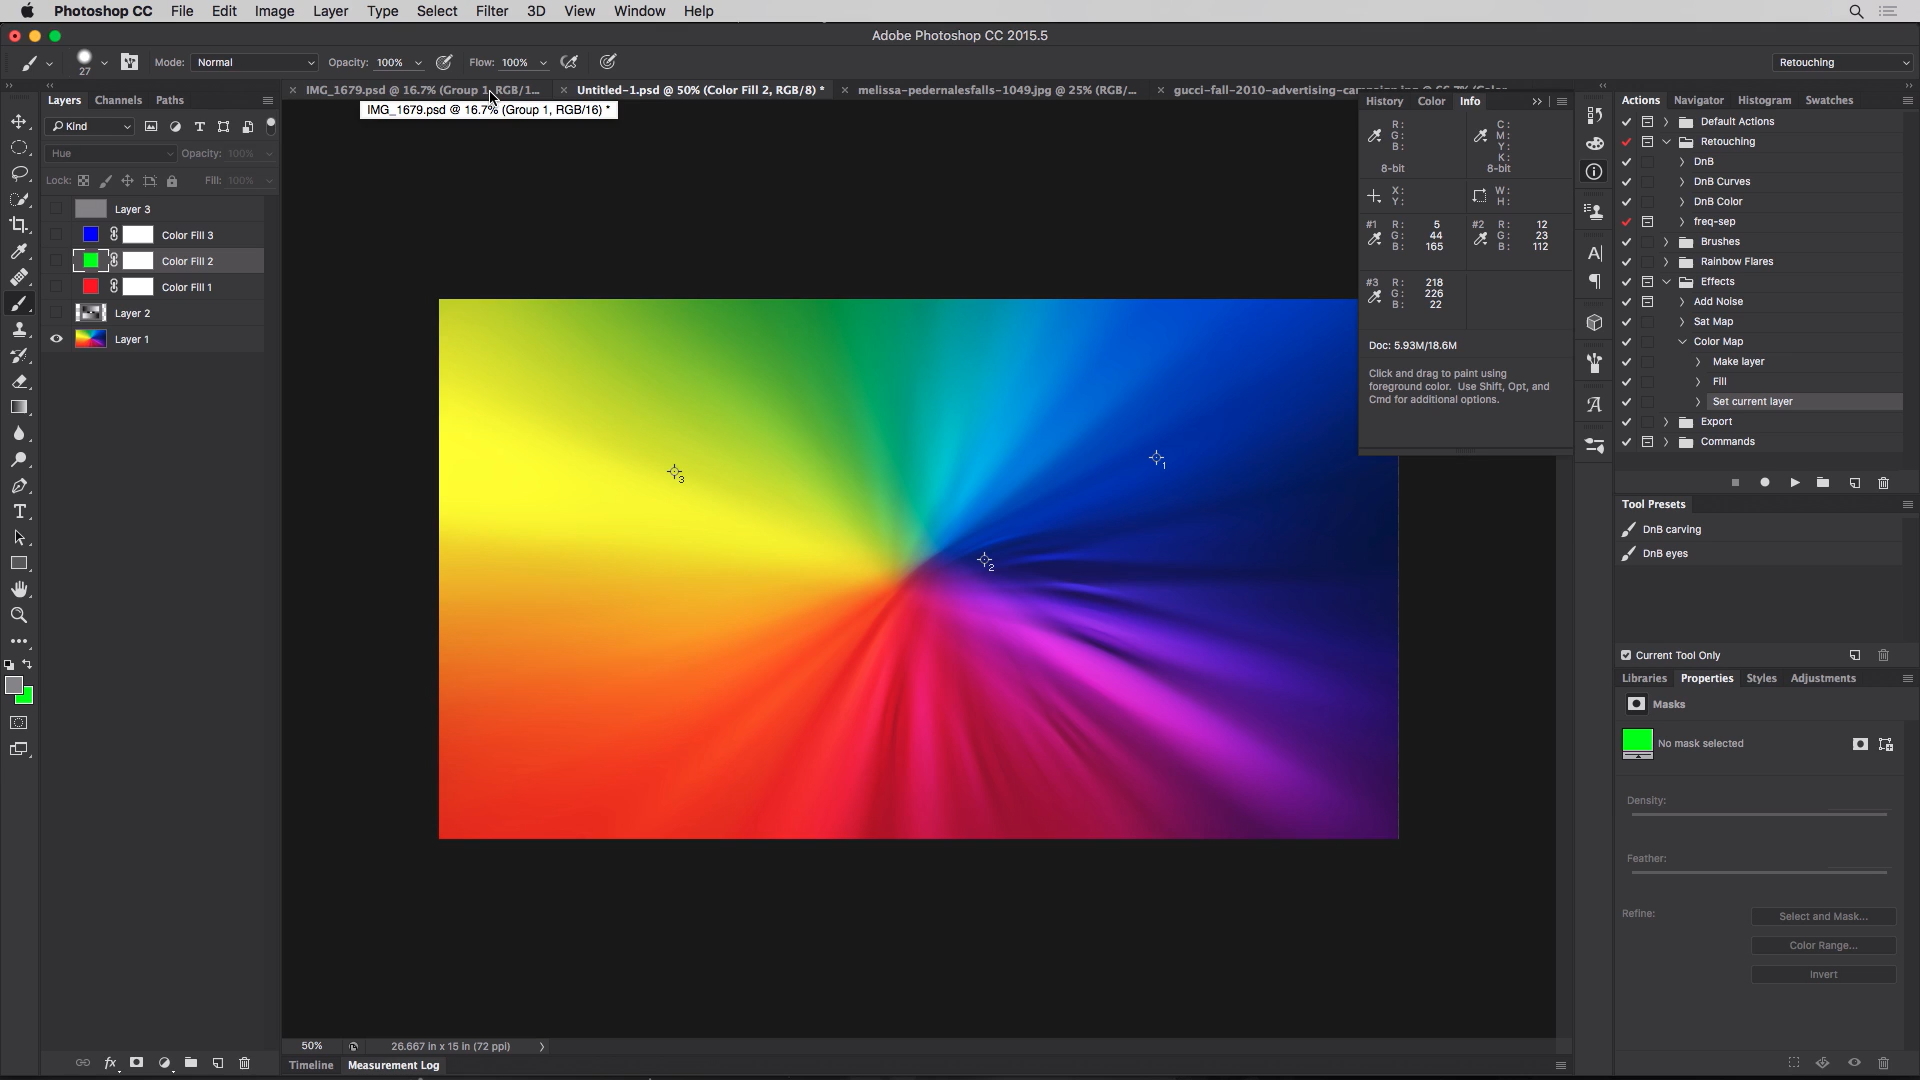 Photoshop CC File Edit Image Layer Type Select Filter 3D View Window Help
Adobe Photoshop CC 2015.5
27 Mode: Normal Opacity: 100% Flow: 100% Retouching
IMG_1679.psd @ 16.7% (Group 1, RGB/1... Untitled-1.psd @ 50% (Color Fill 2, RGB/8) * melissa-pedernalesfalls-1049.jpg @ 25% (RGB/... gucci-fall-2010-advertising-
IMG_1679.psd @ 16.7% (Group 1, RGB/16) *
Layers Channels Paths
Kind
Hue Opacity: 100%
Lock: Fill: 100%
Layer 3
Color Fill 3
Color Fill 2
Color Fill 1
Layer 2
Layer 1
3
1
2
History Color Info
R: C:
G: M:
B: Y:
K:
8-bit 8-bit
X: W:
Y: H:
#1 R: 5 #2 R: 12
G: 44 G: 23
B: 165 B: 112
#3 R: 218
G: 226
B: 22
Doc: 5.93M/18.6M
Click and drag to paint using
foreground color. Use Shift, Opt, and
Cmd for additional options.
Actions Navigator Histogram Swatches
Default Actions
Retouching
DnB
DnB Curves
DnB Color
freq-sep
Brushes
Rainbow Flares
Effects
Add Noise
Sat Map
Color Map
Make layer
Fill
Set current layer
Export
Commands
Tool Presets
DnB carving
DnB eyes
Current Tool Only
Libraries Properties Styles Adjustments
Masks
No mask selected
Density:
Feather:
Refine: Select and Mask...
Color Range...
Invert
50% 26.667 in x 15 in (72 ppi)
Timeline Measurement Log